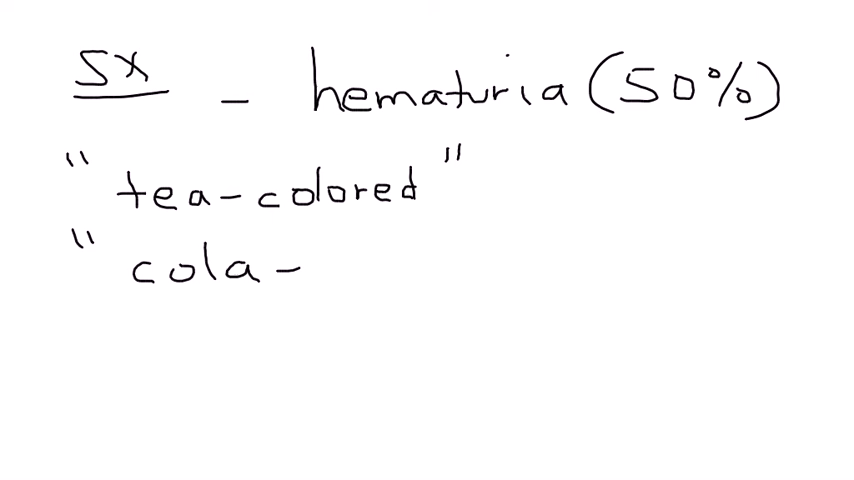 Sx - hematuria (50%)
"tea-colored"
"cola-